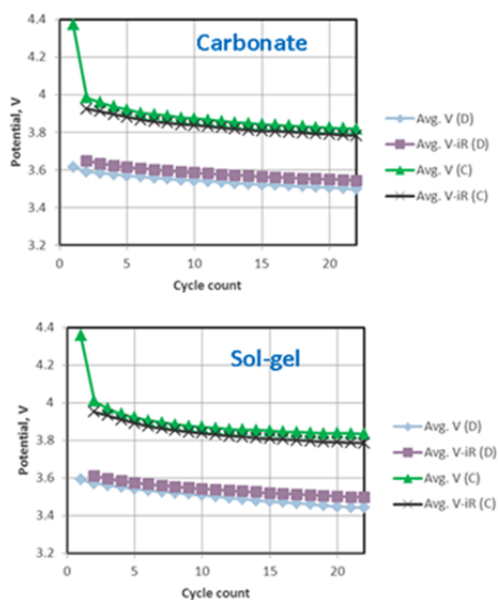 Carbonate
4.4
4.2
4
3.8
3.6
3.4
3.2
Potential, V
0 5 10 15 20
Cycle count
Avg. V (D)
Avg. V-iR (D)
Avg. V (C)
Avg. V-iR (C)
Sol-gel
4.4
4.2
4
3.8
3.6
3.4
3.2
Potential, V
0 5 10 15 20
Cycle count
Avg. V (D)
Avg. V-iR (D)
Avg. V (C)
Avg. V-iR (C)